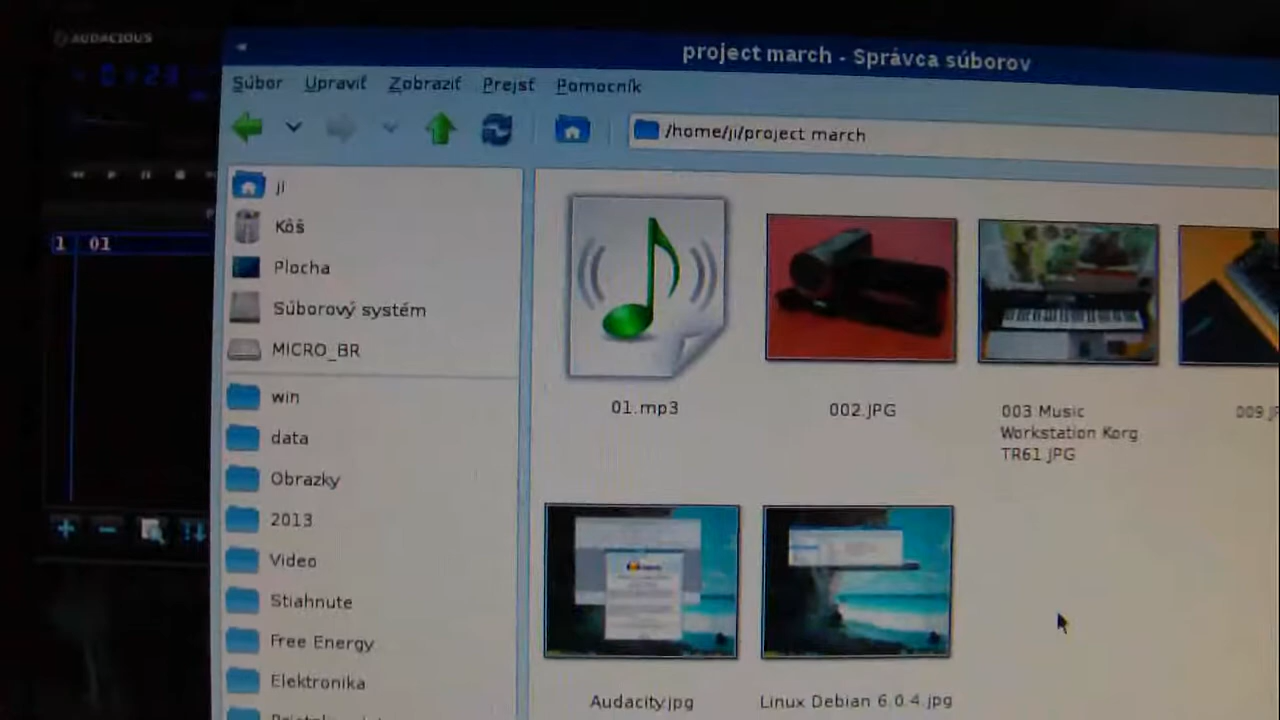 AUDACIOUS
project march - Správca súborov
Súbor Upraviť Zobraziť Prejsť Pomocník
/home/ji/project march
1 01
ji
Kôš
Plocha
Súborový systém
MICRO_BR
win
data
Obrazky
2013
Video
Stiahnute
Free Energy
Elektronika
01.mp3
002.JPG
003 Music
Workstation Korg
TR61.JPG
Audacity.jpg
Linux Debian 6.0.4.jpg